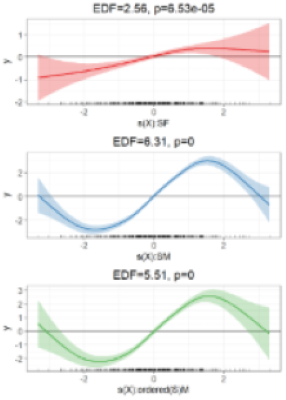 EDF=2.56, p=6.53e-05
1
0
-1
-2
y
-2
0
2
s(X):SF
EDF=6.31, p=0
2
0
-2
y
-2
0
2
s(X):SM
EDF=5.51, p=0
3
2
1
0
-1
-2
y
-2
0
2
s(X):ordered(S)M